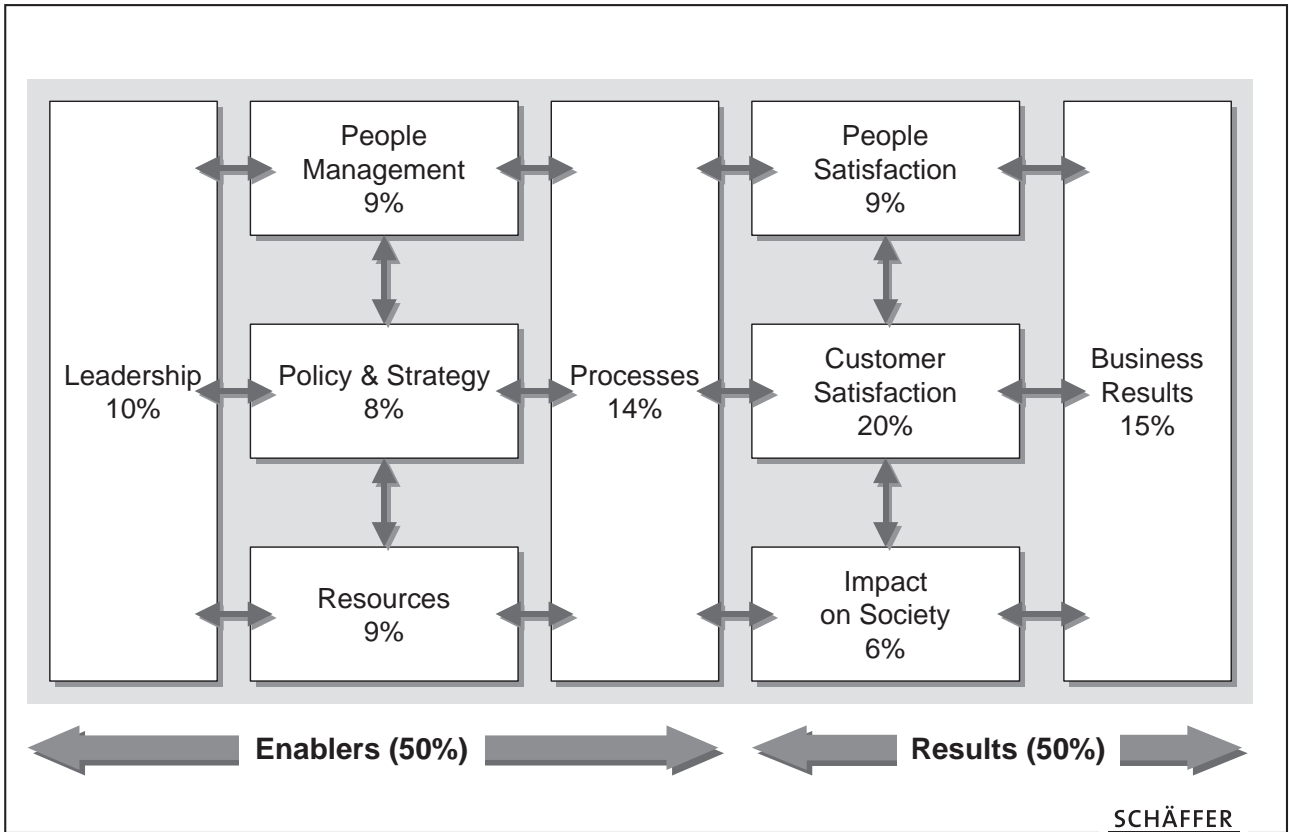 Leadership
10%
People
Management
9%
Policy & Strategy
8%
Resources
9%
Processes
14%
People
Satisfaction
9%
Customer
Satisfaction
20%
Impact
on Society
6%
Business
Results
15%
Enablers (50%)
Results (50%)
SCHÄFFER